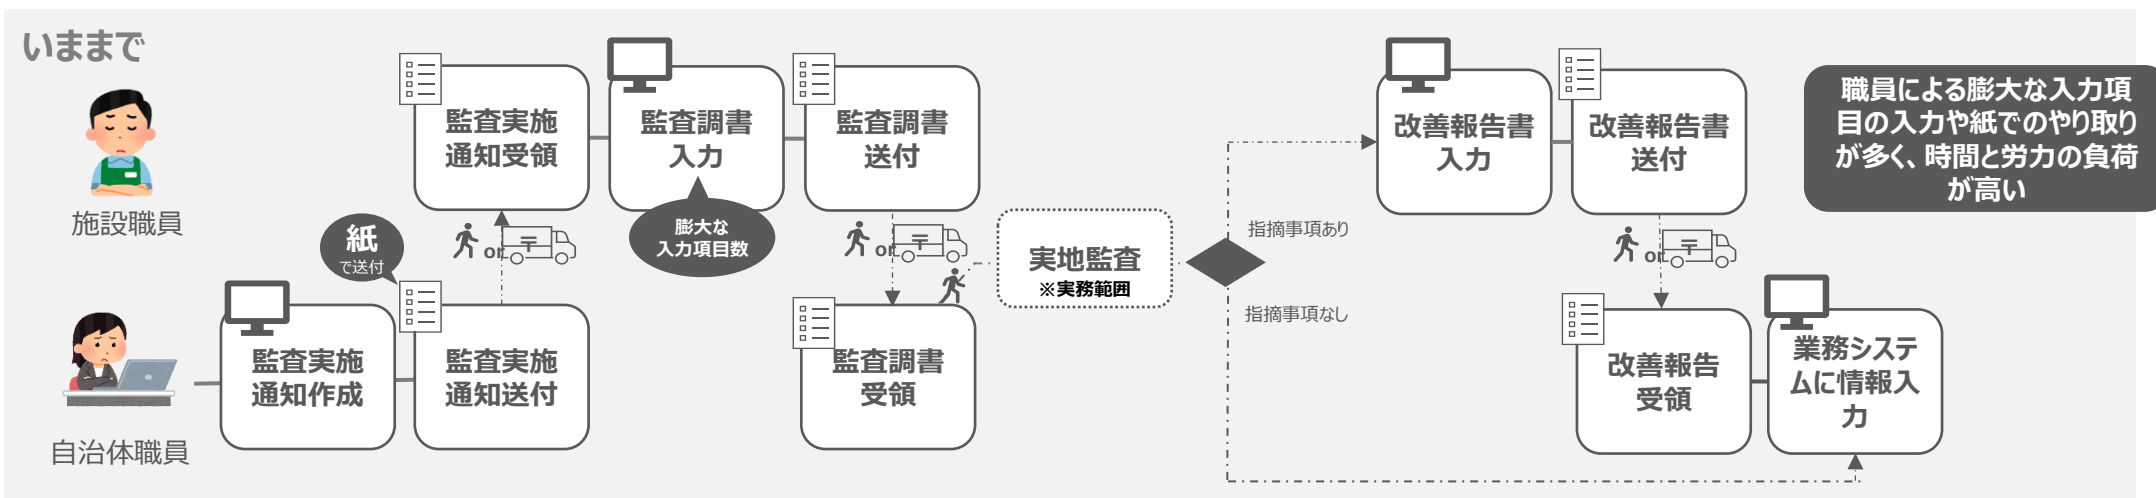 いままで
監査実施
通知受領
監査調書
入力
監査調書
送付
改善報告書
入力
改善報告書
送付
職員による膨大な入力項
目の入力や紙でのやり取り
が多く、時間と労力の負荷
が高い
施設職員
紙
で送付
or
膨大な
入力項目数
or
実地監査
※実務範囲
指摘事項あり
指摘事項なし
or
監査実施
通知作成
監査実施
通知送付
監査調書
受領
改善報告
受領
業務システ
ムに情報入
力
自治体職員